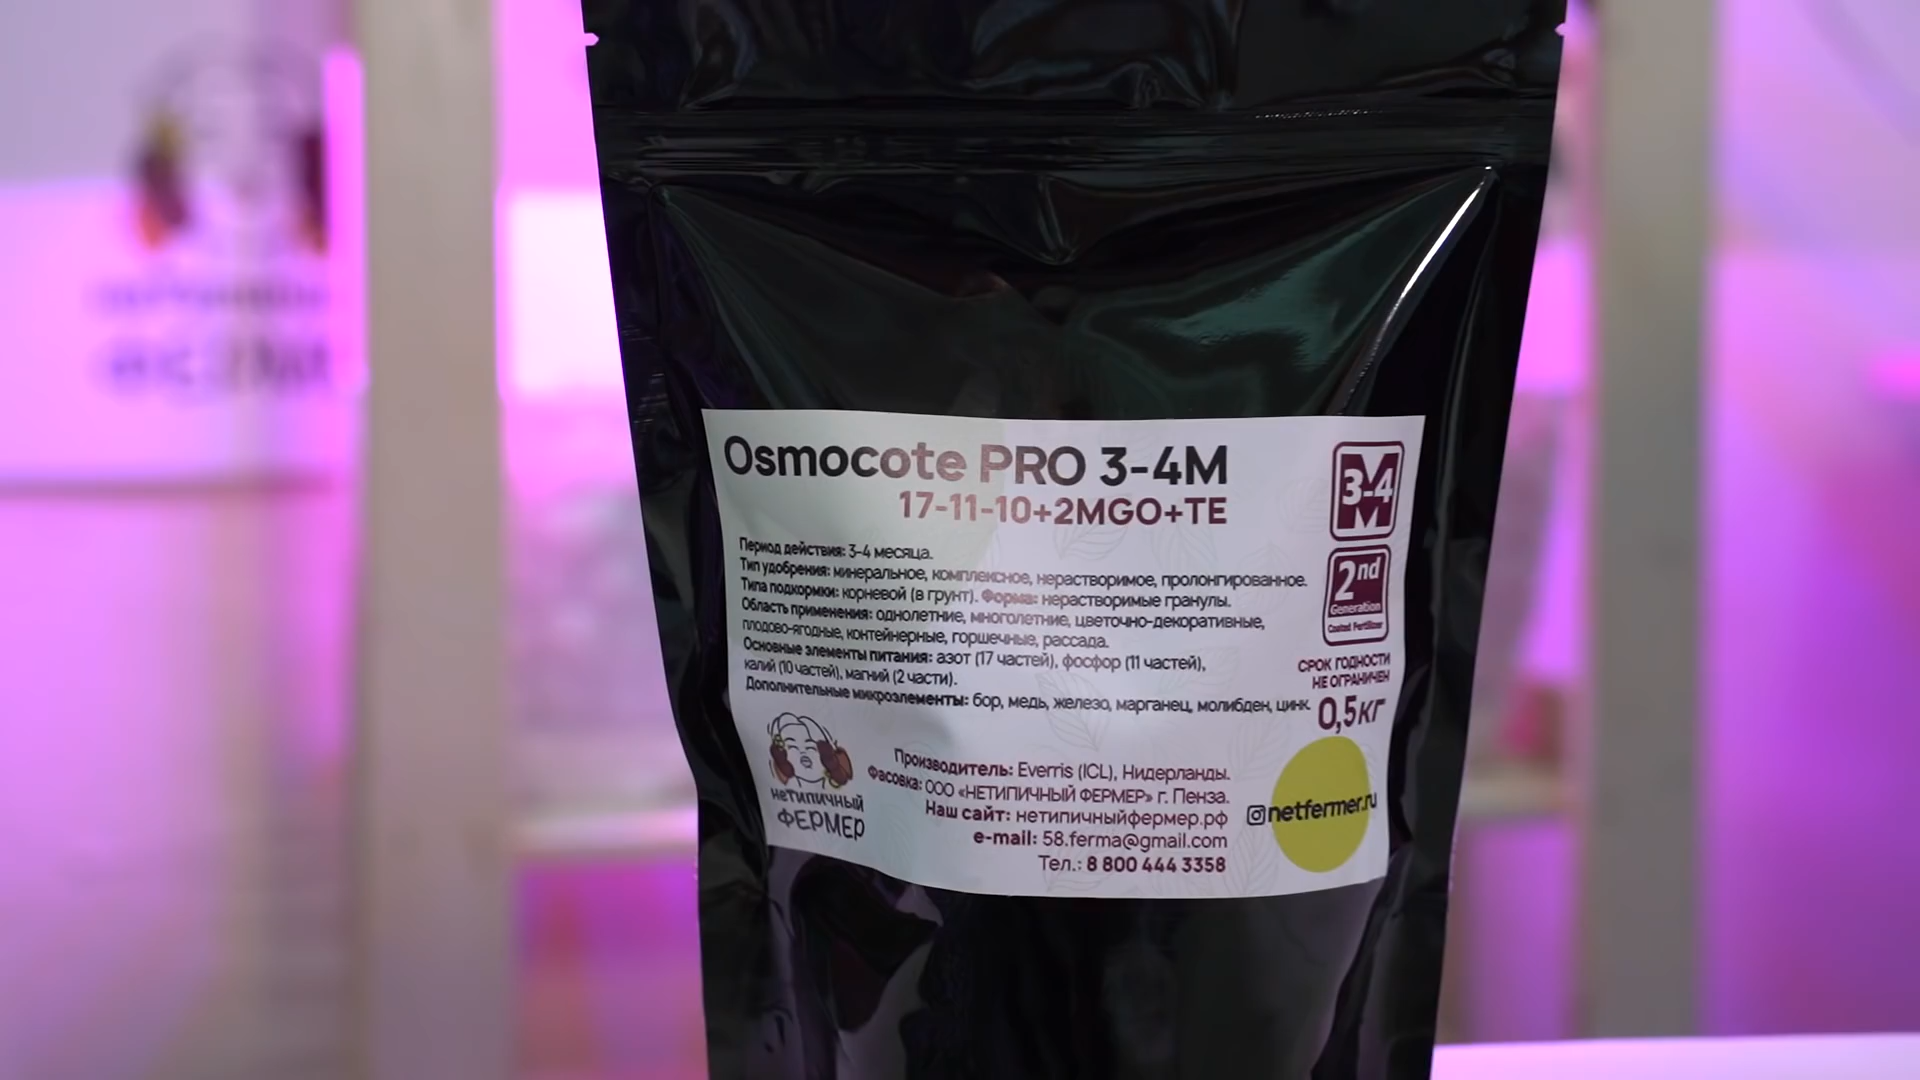 Osmocote PRO 3-4M
17-11-10+2MGO+TE
Период действия: 3-4 месяца.
Тип удобрения: минеральное, комплексное, нерастворимое, пролонгированное.
Типа подкормки: корневой (в грунт). Форма: нерастворимые гранулы.
Область применения: однолетние, многолетние, цветочно-декоративные,
плодово-ягодные, контейнерные, горшечные, рассада.
Основные элементы питания: азот (17 частей), фосфор (11 частей),
калий (10 частей), магний (2 части).
Дополнительные микроэлементы: бор, медь, железо, марганец, молибден, цинк.
3-4
M
2nd
Generation
Coated Fertilizer
СРОК ГОДНОСТИ
НЕ ОГРАНИЧЕН
0,5кг
нетипичный
ФЕРМЕР
Производитель: Everris (ICL), Нидерланды.
Фасовка: ООО «НЕТИПИЧНЫЙ ФЕРМЕР» г. Пенза.
Наш сайт: нетипичныйфермер.рф
e-mail: 58.ferma@gmail.com
Тел.: 8 800 444 3358
netfermer.ru